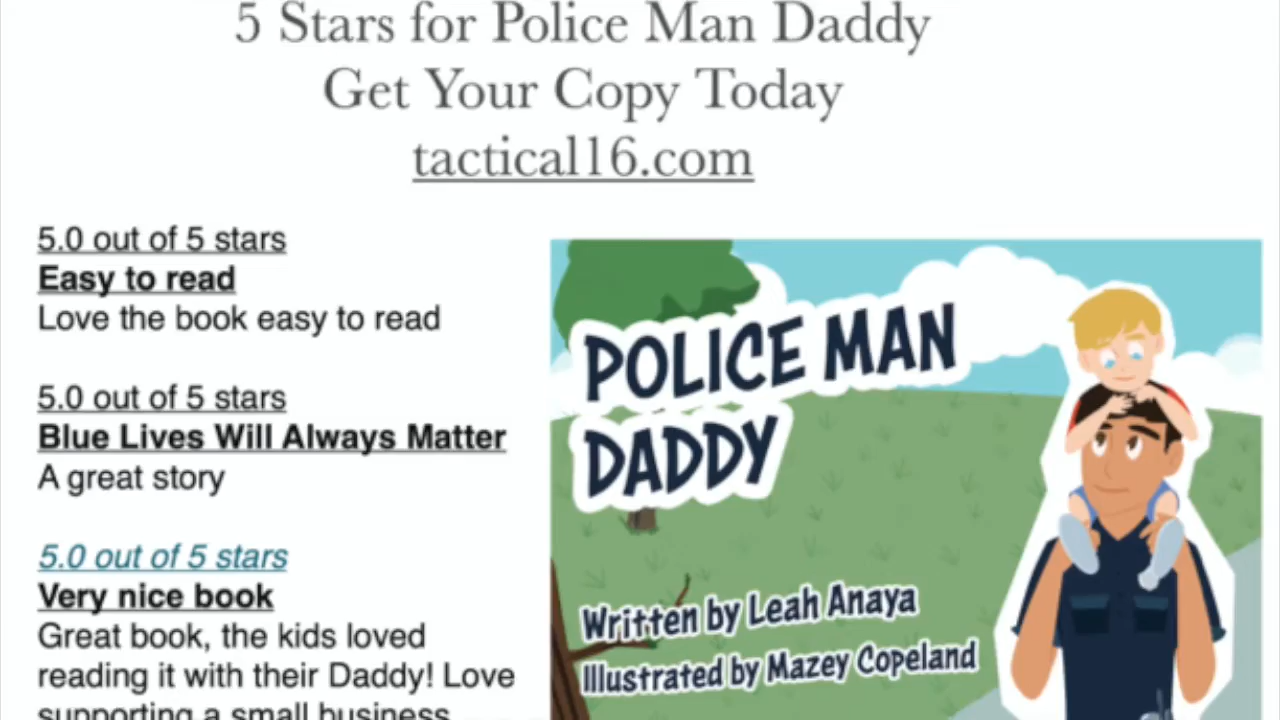 5 Stars for Police Man Daddy
Get Your Copy Today
tactical16.com
5.0 out of 5 stars
Easy to read
Love the book easy to read
5.0 out of 5 stars
Blue Lives Will Always Matter
A great story
5.0 out of 5 stars
Very nice book
Great book, the kids loved
reading it with their Daddy! Love
supporting a small business
POLICE MAN
DADDY
Written by Leah Anaya
Illustrated by Mazey Copeland